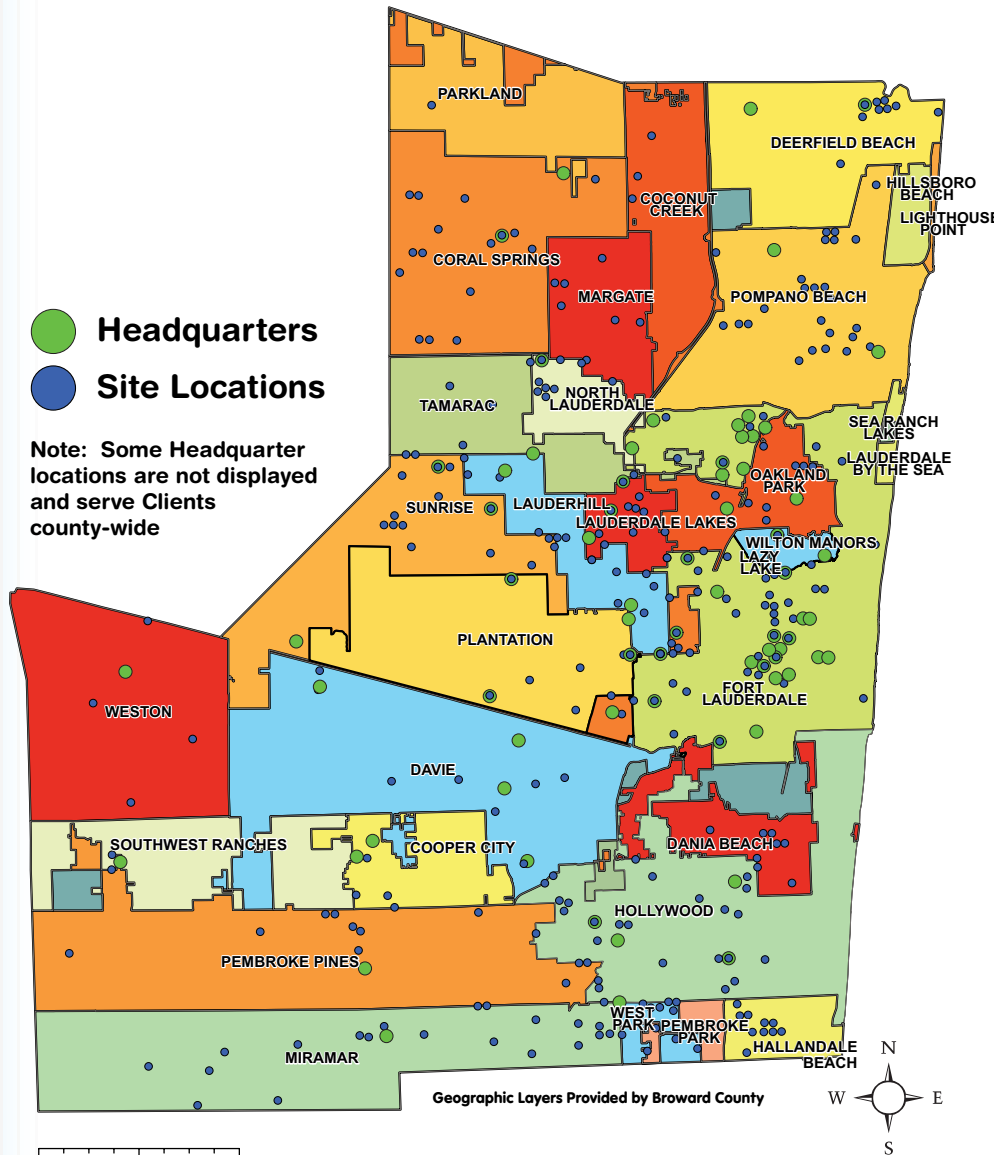 PARKLAND
DEERFIELD BEACH
HILLSBORO
BEACH
COCONUT
CREEK
LIGHTHOUSE
POINT
CORAL SPRINGS
MARGATE
POMPANO BEACH
Headquarters
Site Locations
Note: Some Headquarter
locations are not displayed
and serve Clients
county-wide
TAMARAC
NORTH
LAUDERDALE
SEA RANCH
LAKES
LAUDERDALE
BY THE SEA
OAKLAND
PARK
SUNRISE
LAUDERHILL
LAUDERDALE LAKES
WILTON MANORS
LAZY
LAKE
PLANTATION
FORT
LAUDERDALE
WESTON
DAVIE
SOUTHWEST RANCHES
COOPER CITY
DANIA BEACH
HOLLYWOOD
PEMBROKE PINES
WEST
PARK
PEMBROKE
PARK
MIRAMAR
HALLANDALE
BEACH
Geographic Layers Provided by Broward County
N
W
E
S